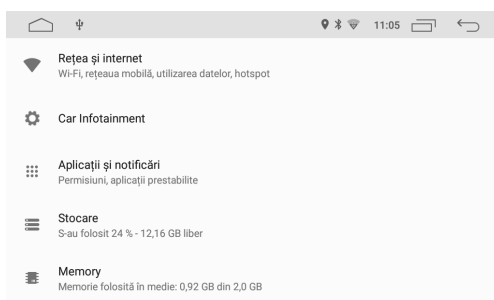 11:05
Rețea și internet
Wi-Fi, rețeaua mobilă, utilizarea datelor, hotspot
Car Infotainment
Aplicații și notificări
Permisiuni, aplicații prestabilite
Stocare
S-au folosit 24 % - 12,16 GB liber
Memory
Memorie folosită în medie: 0,92 GB din 2,0 GB